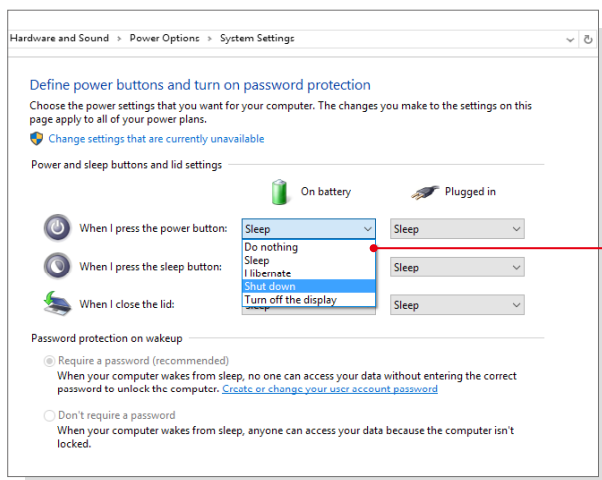 Hardware and Sound > Power Options > System Settings
Define power buttons and turn on password protection
Choose the power settings that you want for your computer. The changes you make to the settings on this
page apply to all of your power plans.
Change settings that are currently unavailable
Power and sleep buttons and lid settings
On battery Plugged in
When I press the power button: Sleep Sleep
Do nothing
Sleep
When I press the sleep button: Sleep
Hibernate
Shut down
When I close the lid: Sleep Sleep
Turn off the display
Password protection on wakeup
Require a password (recommended)
When your computer wakes from sleep, no one can access your data without entering the correct
password to unlock the computer. Create or change your user account password
Don't require a password
When your computer wakes from sleep, anyone can access your data because the computer isn't
locked.